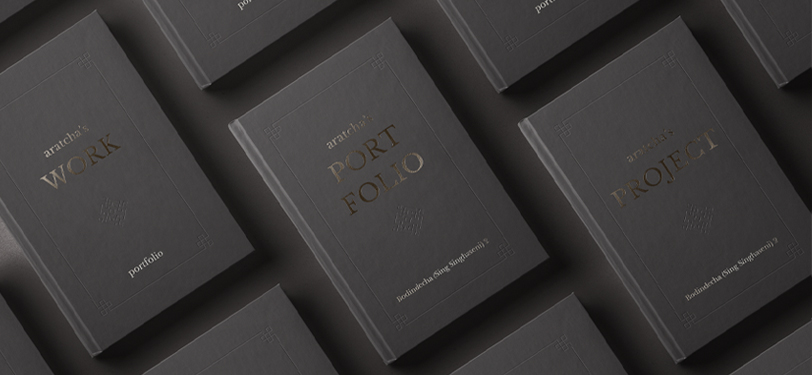 portfolio
portfolio
aratcha's
WORK
portfolio
aratcha's
PORT
FOLIO
Bodindecha (Sing Singhaseni) 2
aratcha's
PROJECT
Bodindecha (Sing Singhaseni) 2